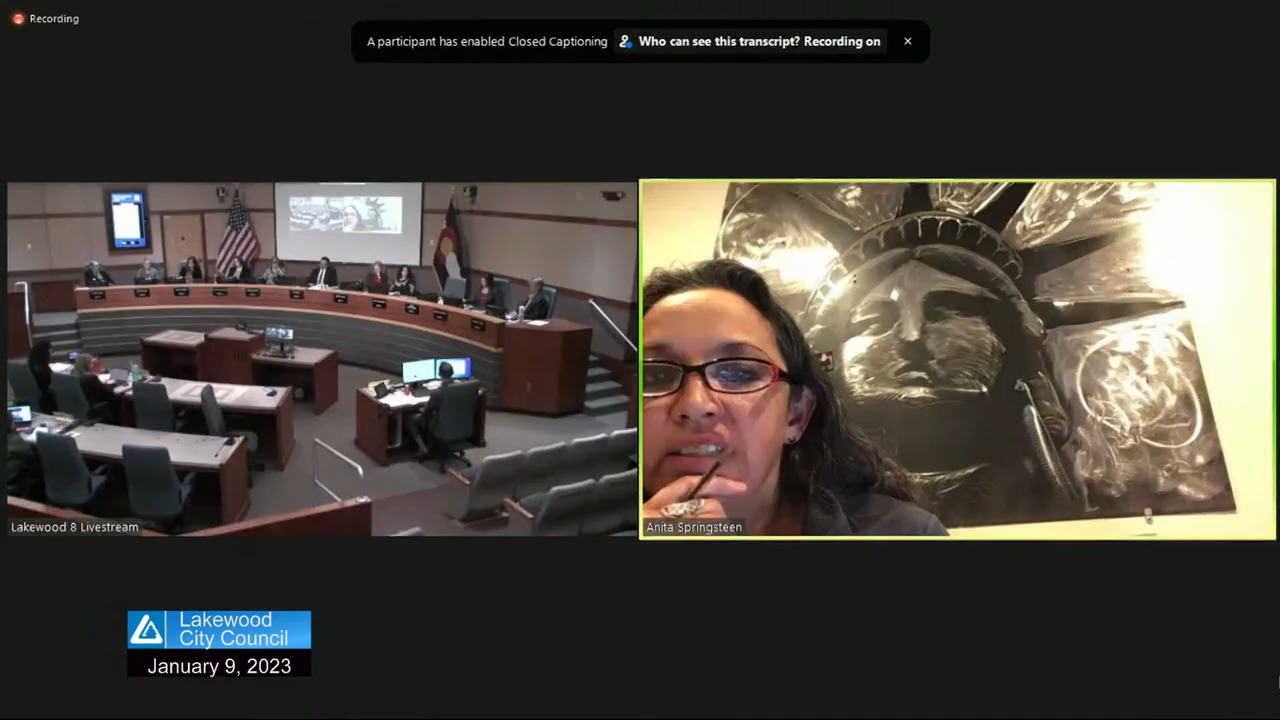 Recording
A participant has enabled Closed Captioning
Who can see this transcript? Recording on
Lakewood 8 Livestream
Anita Springsteen
Lakewood
City Council
January 9, 2023